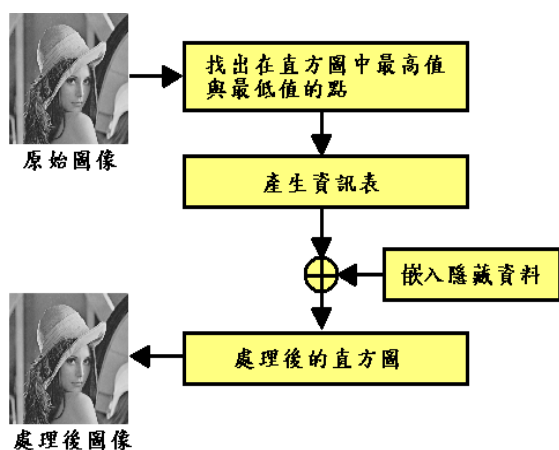 找出在直方圖中最高值
與最低值的點
原始圖像
產生資訊表
嵌入隱藏資料
處理後的直方圖
處理後圖像